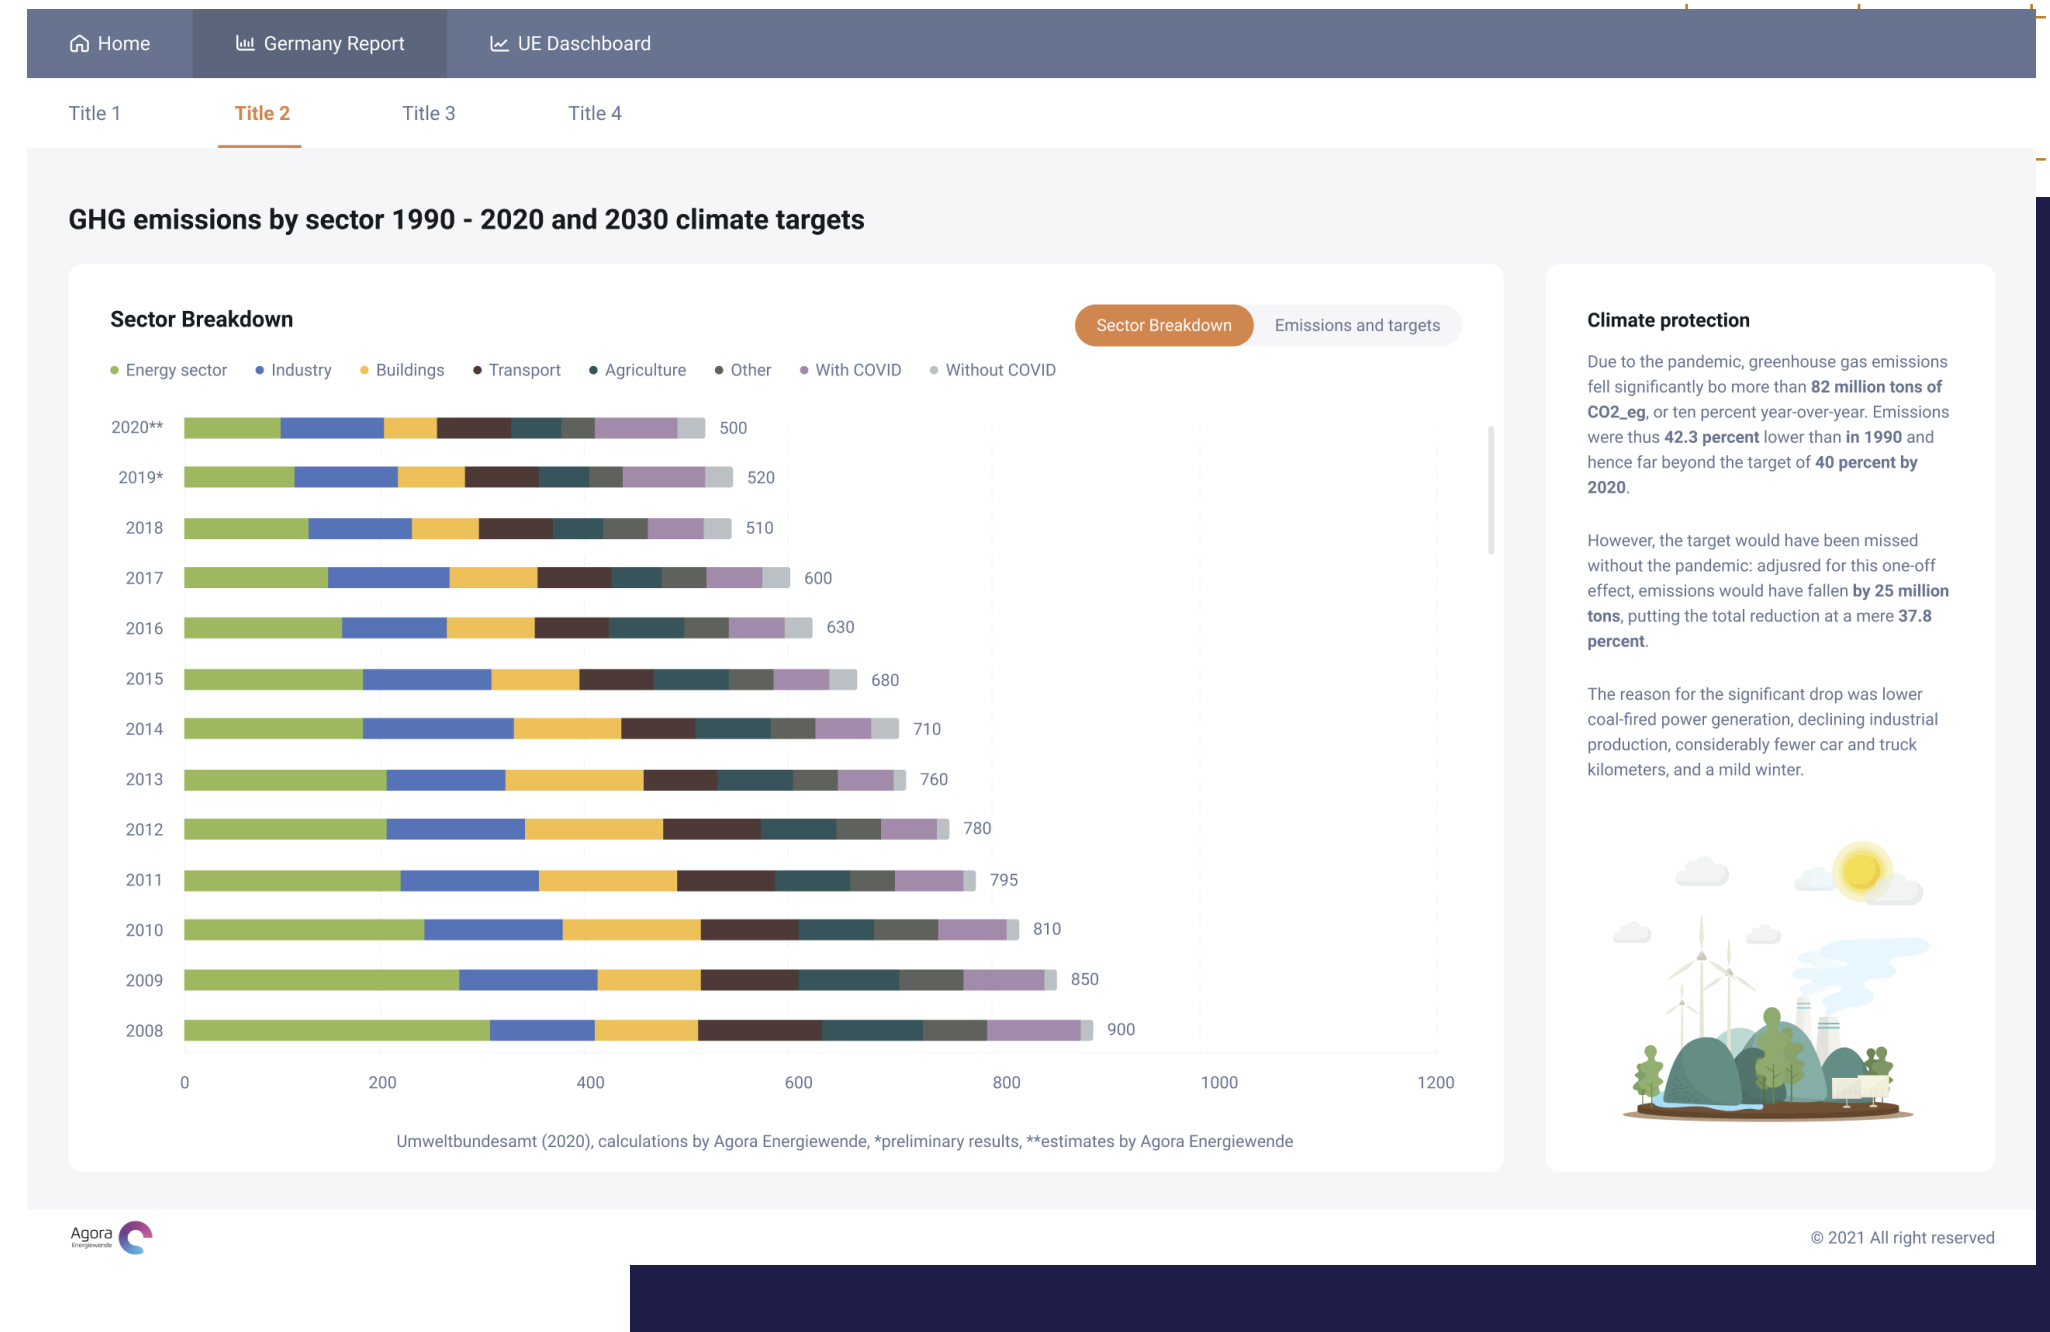 Home
Germany Report
UE Daschboard
Title 1
Title 2
Title 3
Title 4
GHG emissions by sector 1990 - 2020 and 2030 climate targets
Sector Breakdown
Sector Breakdown
Emissions and targets
Energy sector
Industry
Buildings
Transport
Agriculture
Other
With COVID
Without COVID
2020** 500
2019* 520
2018 510
2017 600
2016 630
2015 680
2014 710
2013 760
2012 780
2011 795
2010 810
2009 850
2008 900
0 200 400 600 800 1000 1200
Umweltbundesamt (2020), calculations by Agora Energiewende, *preliminary results, **estimates by Agora Energiewende
Climate protection
Due to the pandemic, greenhouse gas emissions
fell significantly bo more than 82 million tons of
CO2_eg, or ten percent year-over-year. Emissions
were thus 42.3 percent lower than in 1990 and
hence far beyond the target of 40 percent by
2020.
However, the target would have been missed
without the pandemic: adjusred for this one-off
effect, emissions would have fallen by 25 million
tons, putting the total reduction at a mere 37.8
percent.
The reason for the significant drop was lower
coal-fired power generation, declining industrial
production, considerably fewer car and truck
kilometers, and a mild winter.
Agora
Energiewende
© 2021 All right reserved